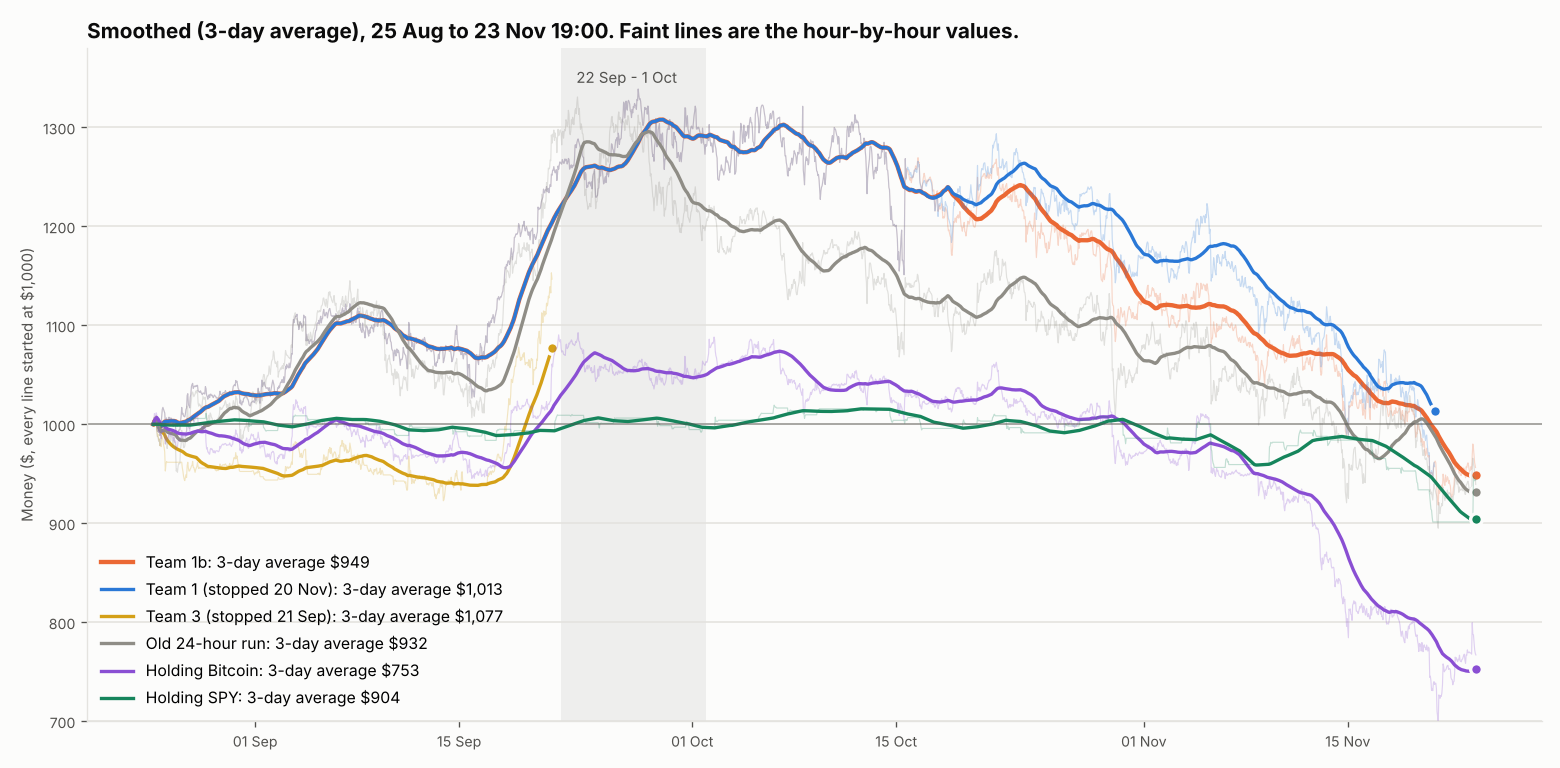 Smoothed (3-day average), 25 Aug to 23 Nov 19:00. Faint lines are the hour-by-hour values.
22 Sep - 1 Oct
Money ($, every line started at $1,000)
1300
1200
1100
1000
900
800
700
Team 1b: 3-day average $949
Team 1 (stopped 20 Nov): 3-day average $1,013
Team 3 (stopped 21 Sep): 3-day average $1,077
Old 24-hour run: 3-day average $932
Holding Bitcoin: 3-day average $753
Holding SPY: 3-day average $904
01 Sep
15 Sep
01 Oct
15 Oct
01 Nov
15 Nov